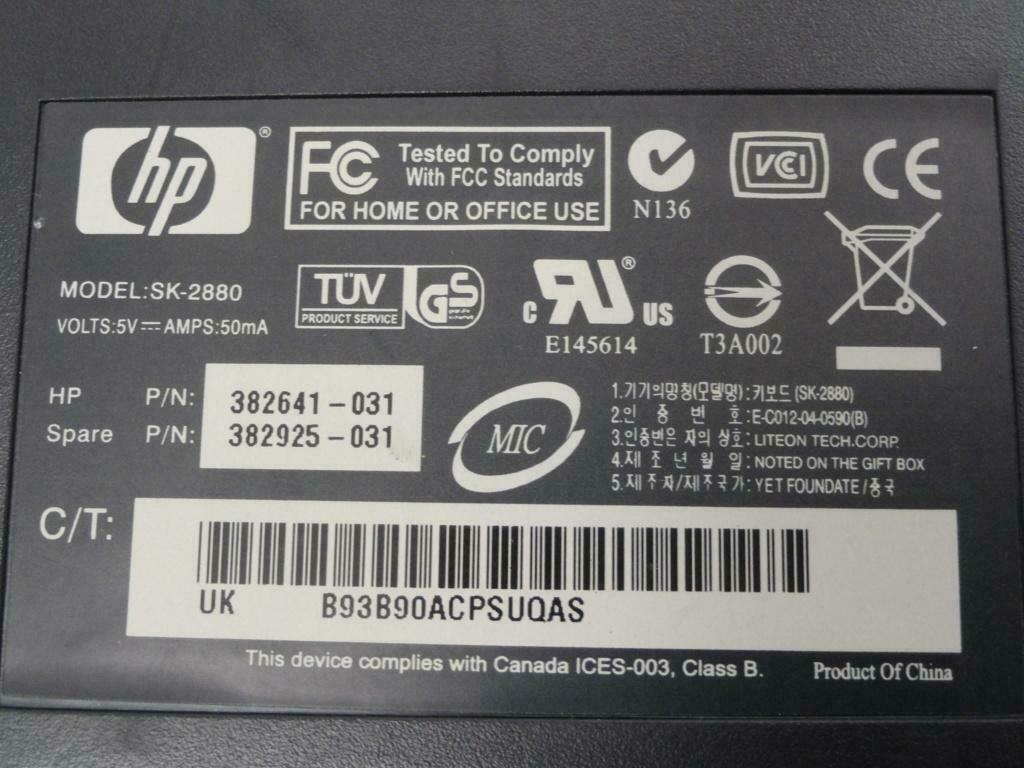 hp ®
FC Tested To Comply
With FCC Standards
FOR HOME OR OFFICE USE
N136
VCI
CE
MODEL:SK-2880
VOLTS:5V⎓AMPS:50mA
TÜV
PRODUCT SERVICE
GS
geprüfte
Sicherheit
c RU ® US
E145614
T3A002
HP P/N: 382641-031
Spare P/N: 382925-031
MIC
1.기기의명칭(모델명):키보드(SK-2880)
2.인 증 번 호:E-C012-04-0590(B)
3.인증받은 자의 상호: LITEON TECH.CORP.
4.제 조 년 월 일: NOTED ON THE GIFT BOX
5.제조자/제조국가: YET FOUNDATE/중국
C/T:
UK B93B90ACPSUQAS
This device complies with Canada ICES-003, Class B.
Product Of China